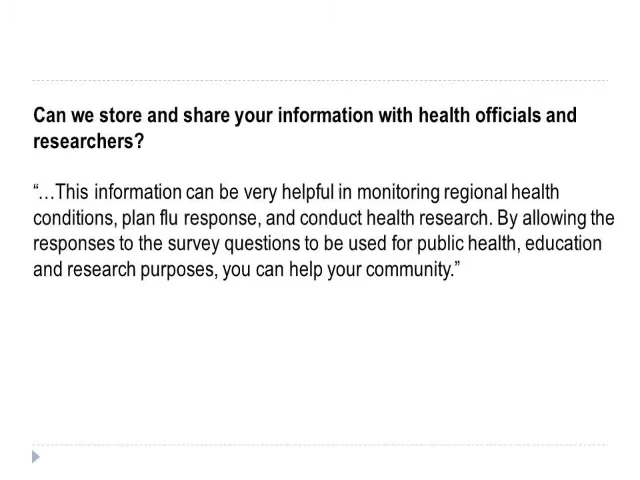 Can we store and share your information with health officials and
researchers?
“…This information can be very helpful in monitoring regional health
conditions, plan flu response, and conduct health research. By allowing the
responses to the survey questions to be used for public health, education
and research purposes, you can help your community.”